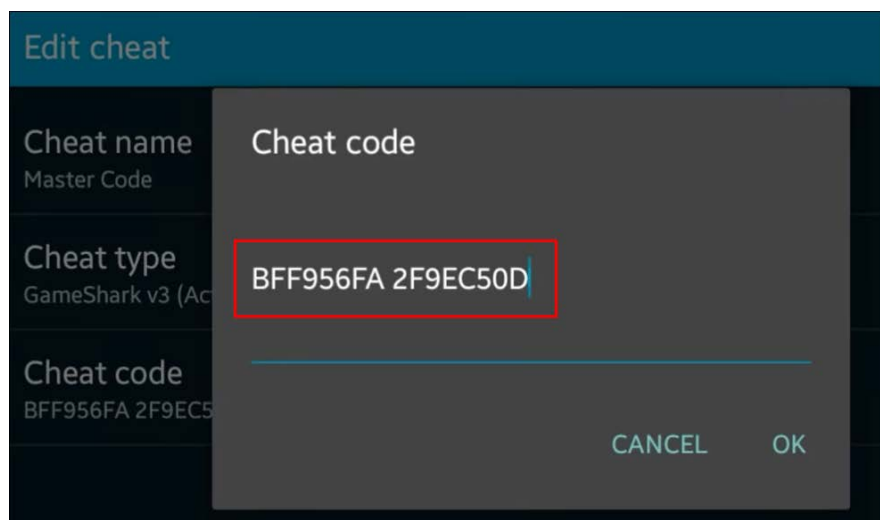 Edit cheat
Cheat name
Master Code
Cheat type
GameShark v3 (Ac
Cheat code
BFF956FA 2F9EC5
Cheat code
BFF956FA 2F9EC50D
CANCEL OK